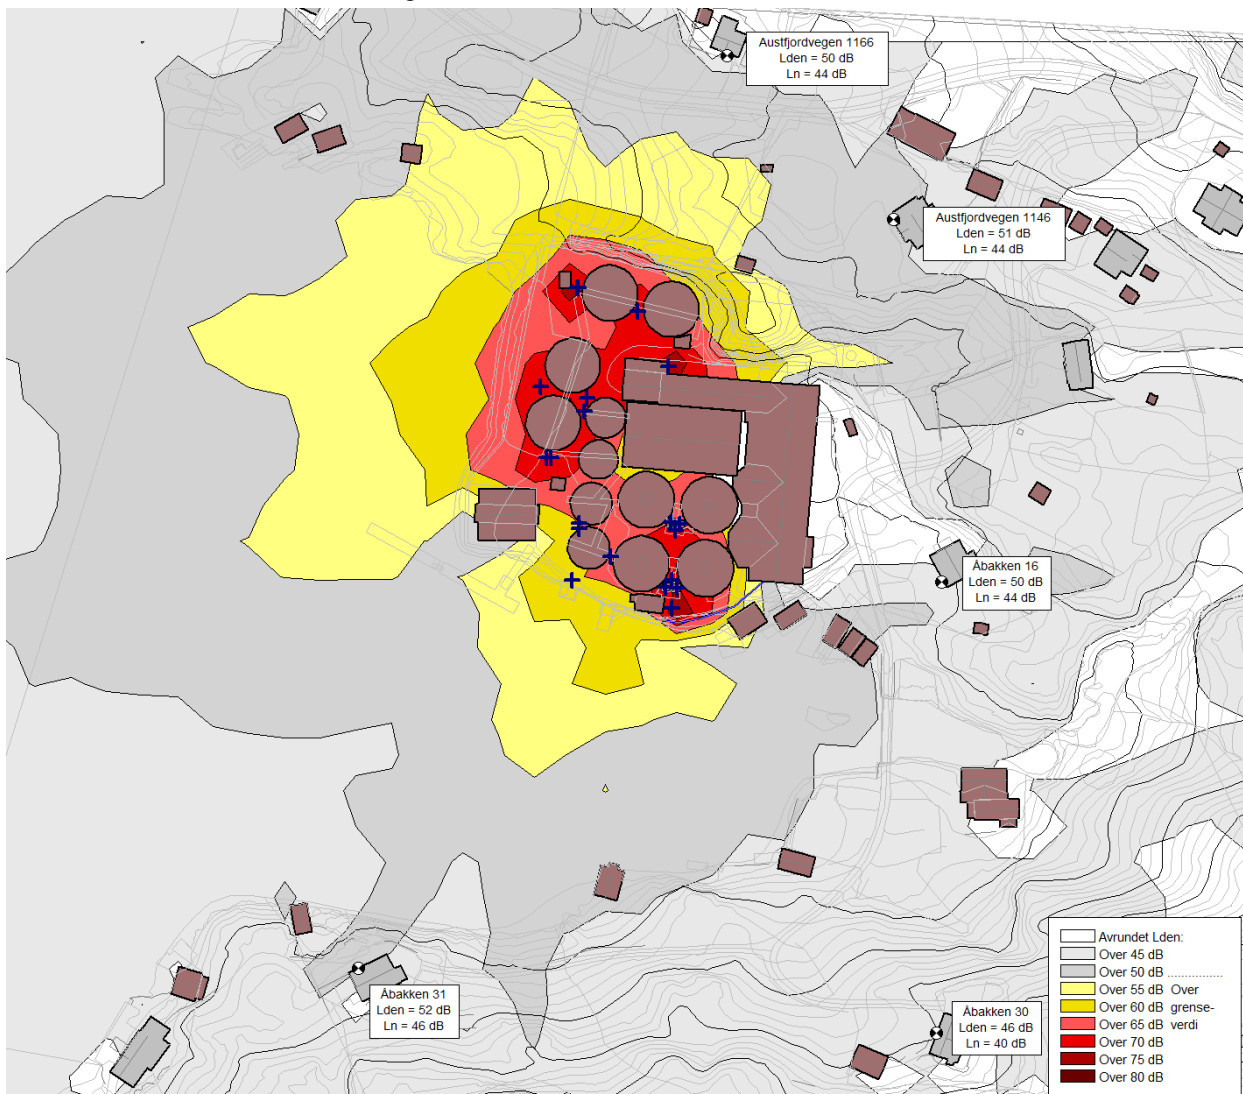 Austfjordvegen 1166
Lden = 50 dB
Ln = 44 dB
Austfjordvegen 1146
Lden = 51 dB
Ln = 44 dB
Åbakken 16
Lden = 50 dB
Ln = 44 dB
Åbakken 31
Lden = 52 dB
Ln = 46 dB
Åbakken 30
Lden = 46 dB
Ln = 40 dB
Avrundet Lden:
Over 45 dB
Over 50 dB ....................
Over 55 dB Over
Over 60 dB grense-
Over 65 dB verdi
Over 70 dB
Over 75 dB
Over 80 dB